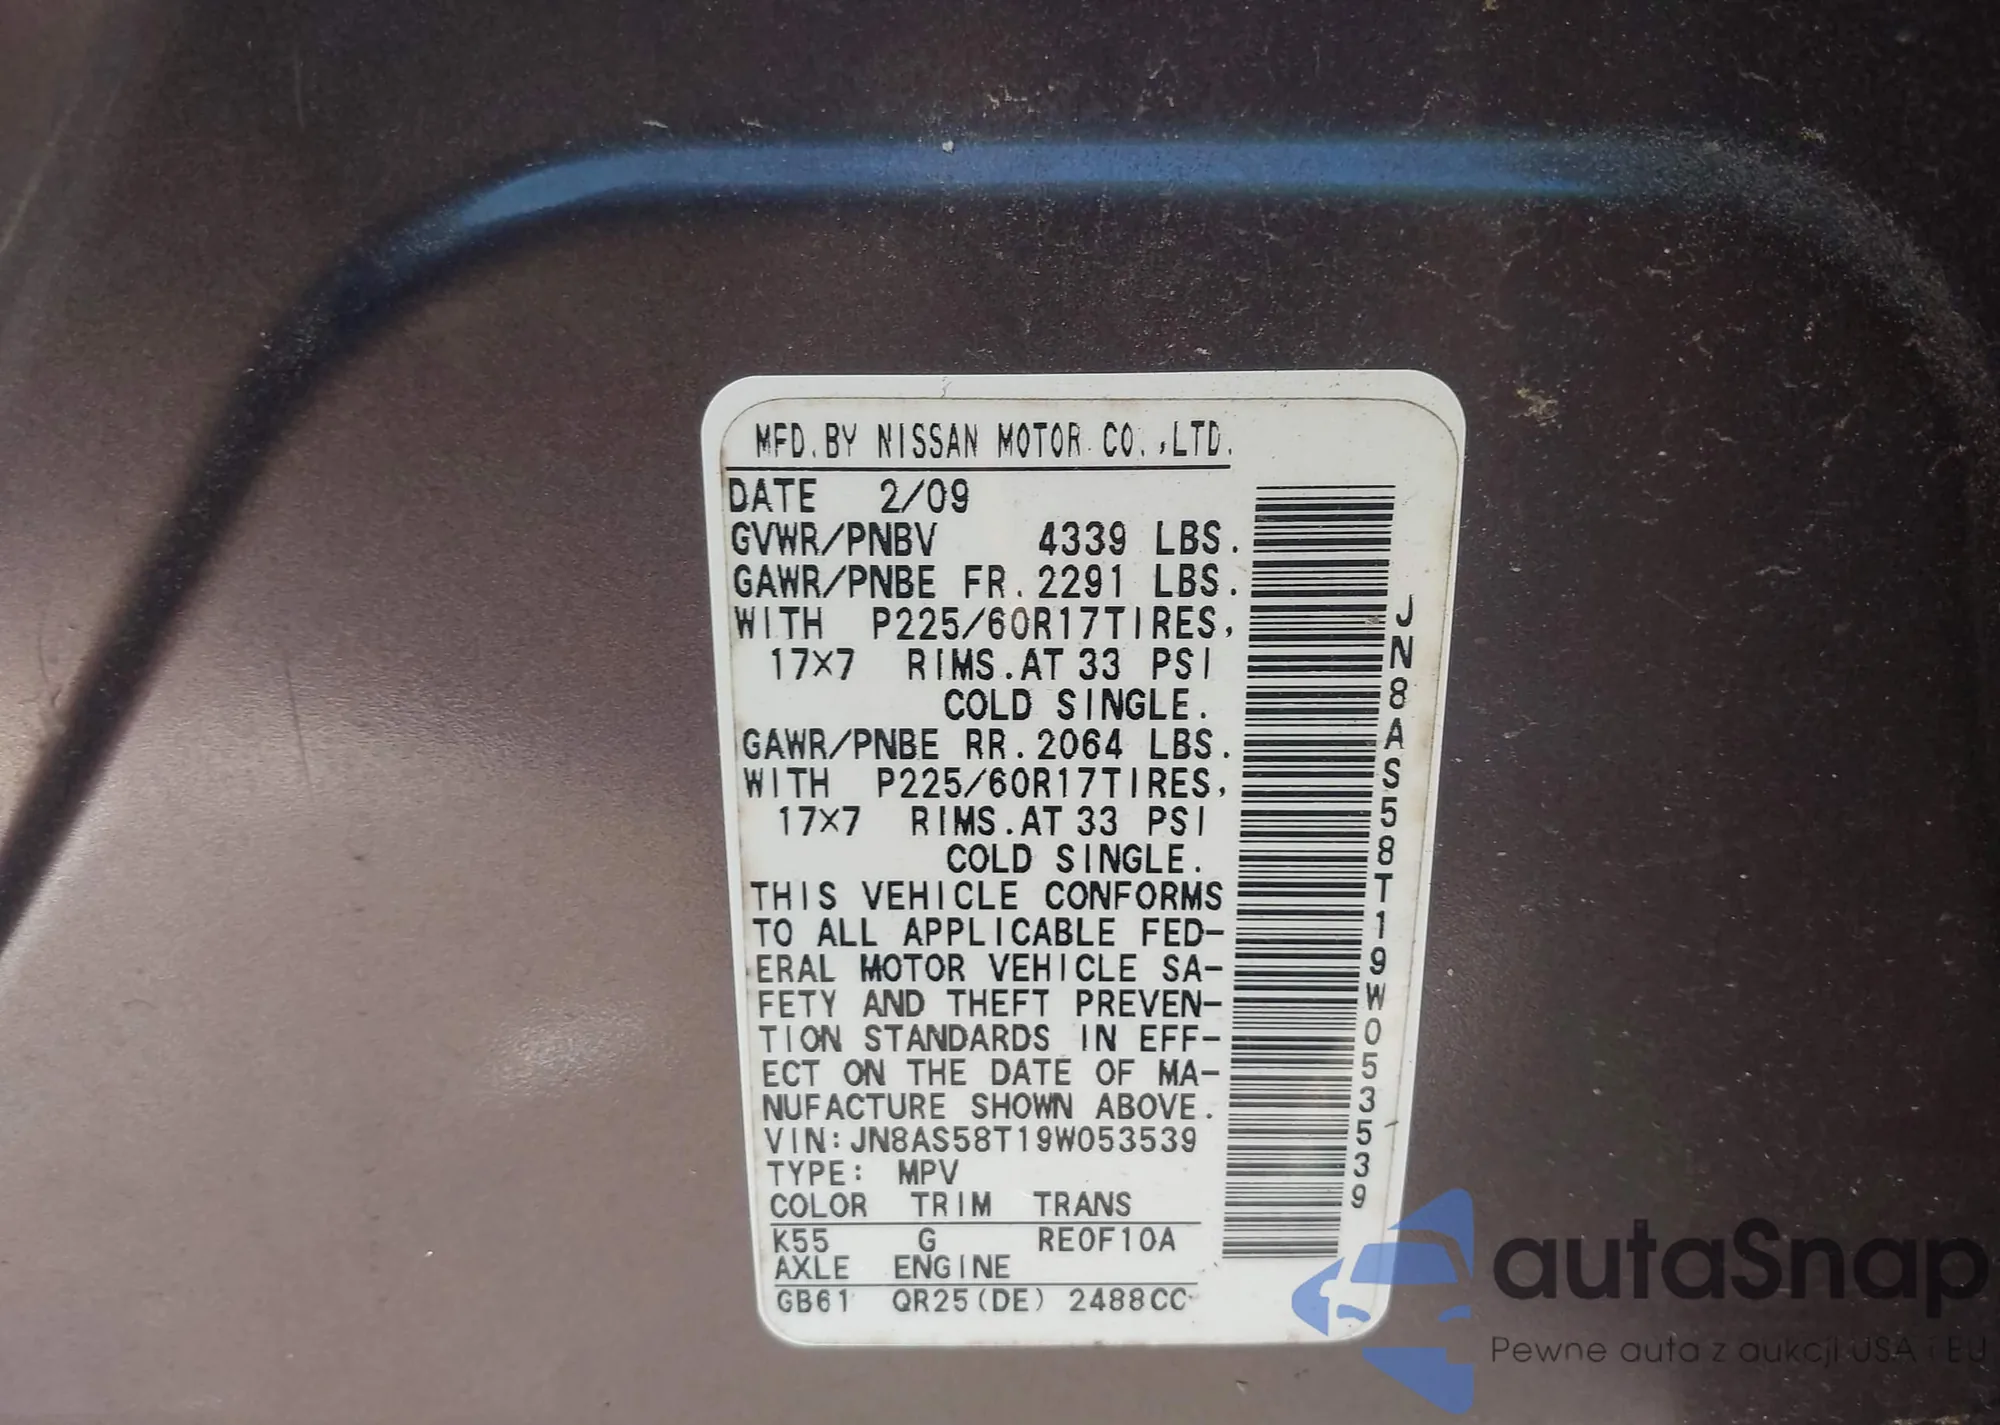 MFD. BY NISSAN MOTOR CO., LTD.
DATE 2/09
GVWR/PNBV 4339 LBS.
GAWR/PNBE FR. 2291 LBS.
WITH P225/60R17TIRES,
17×7 RIMS. AT 33 PSI
COLD SINGLE.
GAWR/PNBE RR. 2064 LBS.
WITH P225/60R17TIRES,
17×7 RIMS. AT 33 PSI
COLD SINGLE.
THIS VEHICLE CONFORMS
TO ALL APPLICABLE FED-
ERAL MOTOR VEHICLE SA-
FETY AND THEFT PREVEN-
TION STANDARDS IN EFF-
ECT ON THE DATE OF MA-
NUFACTURE SHOWN ABOVE.
VIN: JN8AS58T19W053539
TYPE: MPV
COLOR TRIM TRANS
K55 G RE0F10A
AXLE ENGINE
GB61 QR25(DE) 2488CC
JN8AS58T19W053539
autaSnap
Pewne auta z aukcji USA i EU